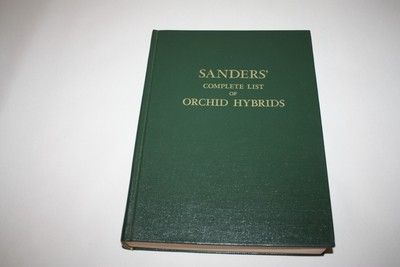 SANDERS'
COMPLETE LIST
OF
ORCHID HYBRIDS